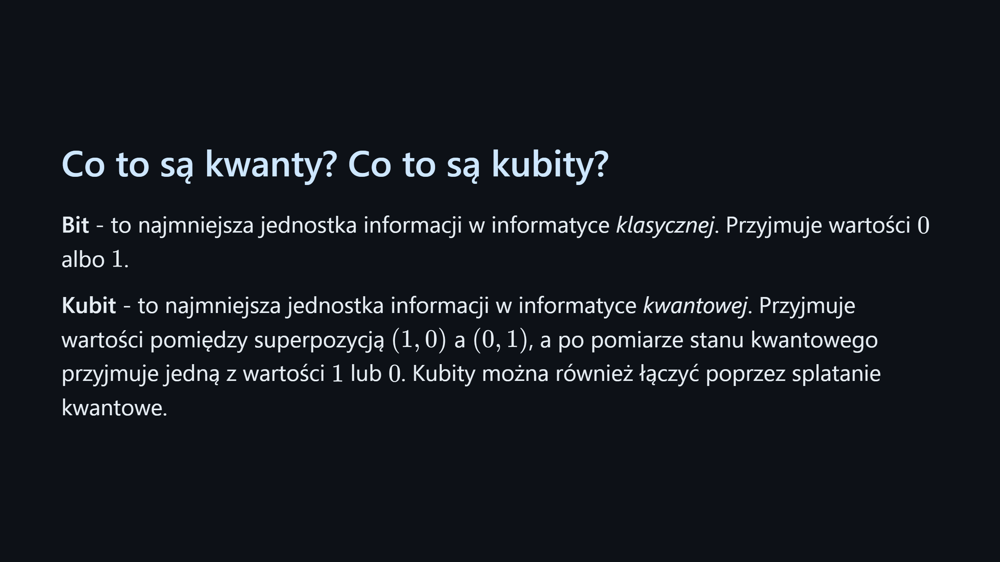 Co to są kwanty? Co to są kubity?
Bit - to najmniejsza jednostka informacji w informatyce klasycznej. Przyjmuje wartości 0
albo 1.
Kubit - to najmniejsza jednostka informacji w informatyce kwantowej. Przyjmuje
wartości pomiędzy superpozycją (1, 0) a (0, 1), a po pomiarze stanu kwantowego
przyjmuje jedną z wartości 1 lub 0. Kubity można również łączyć poprzez splatanie
kwantowe.